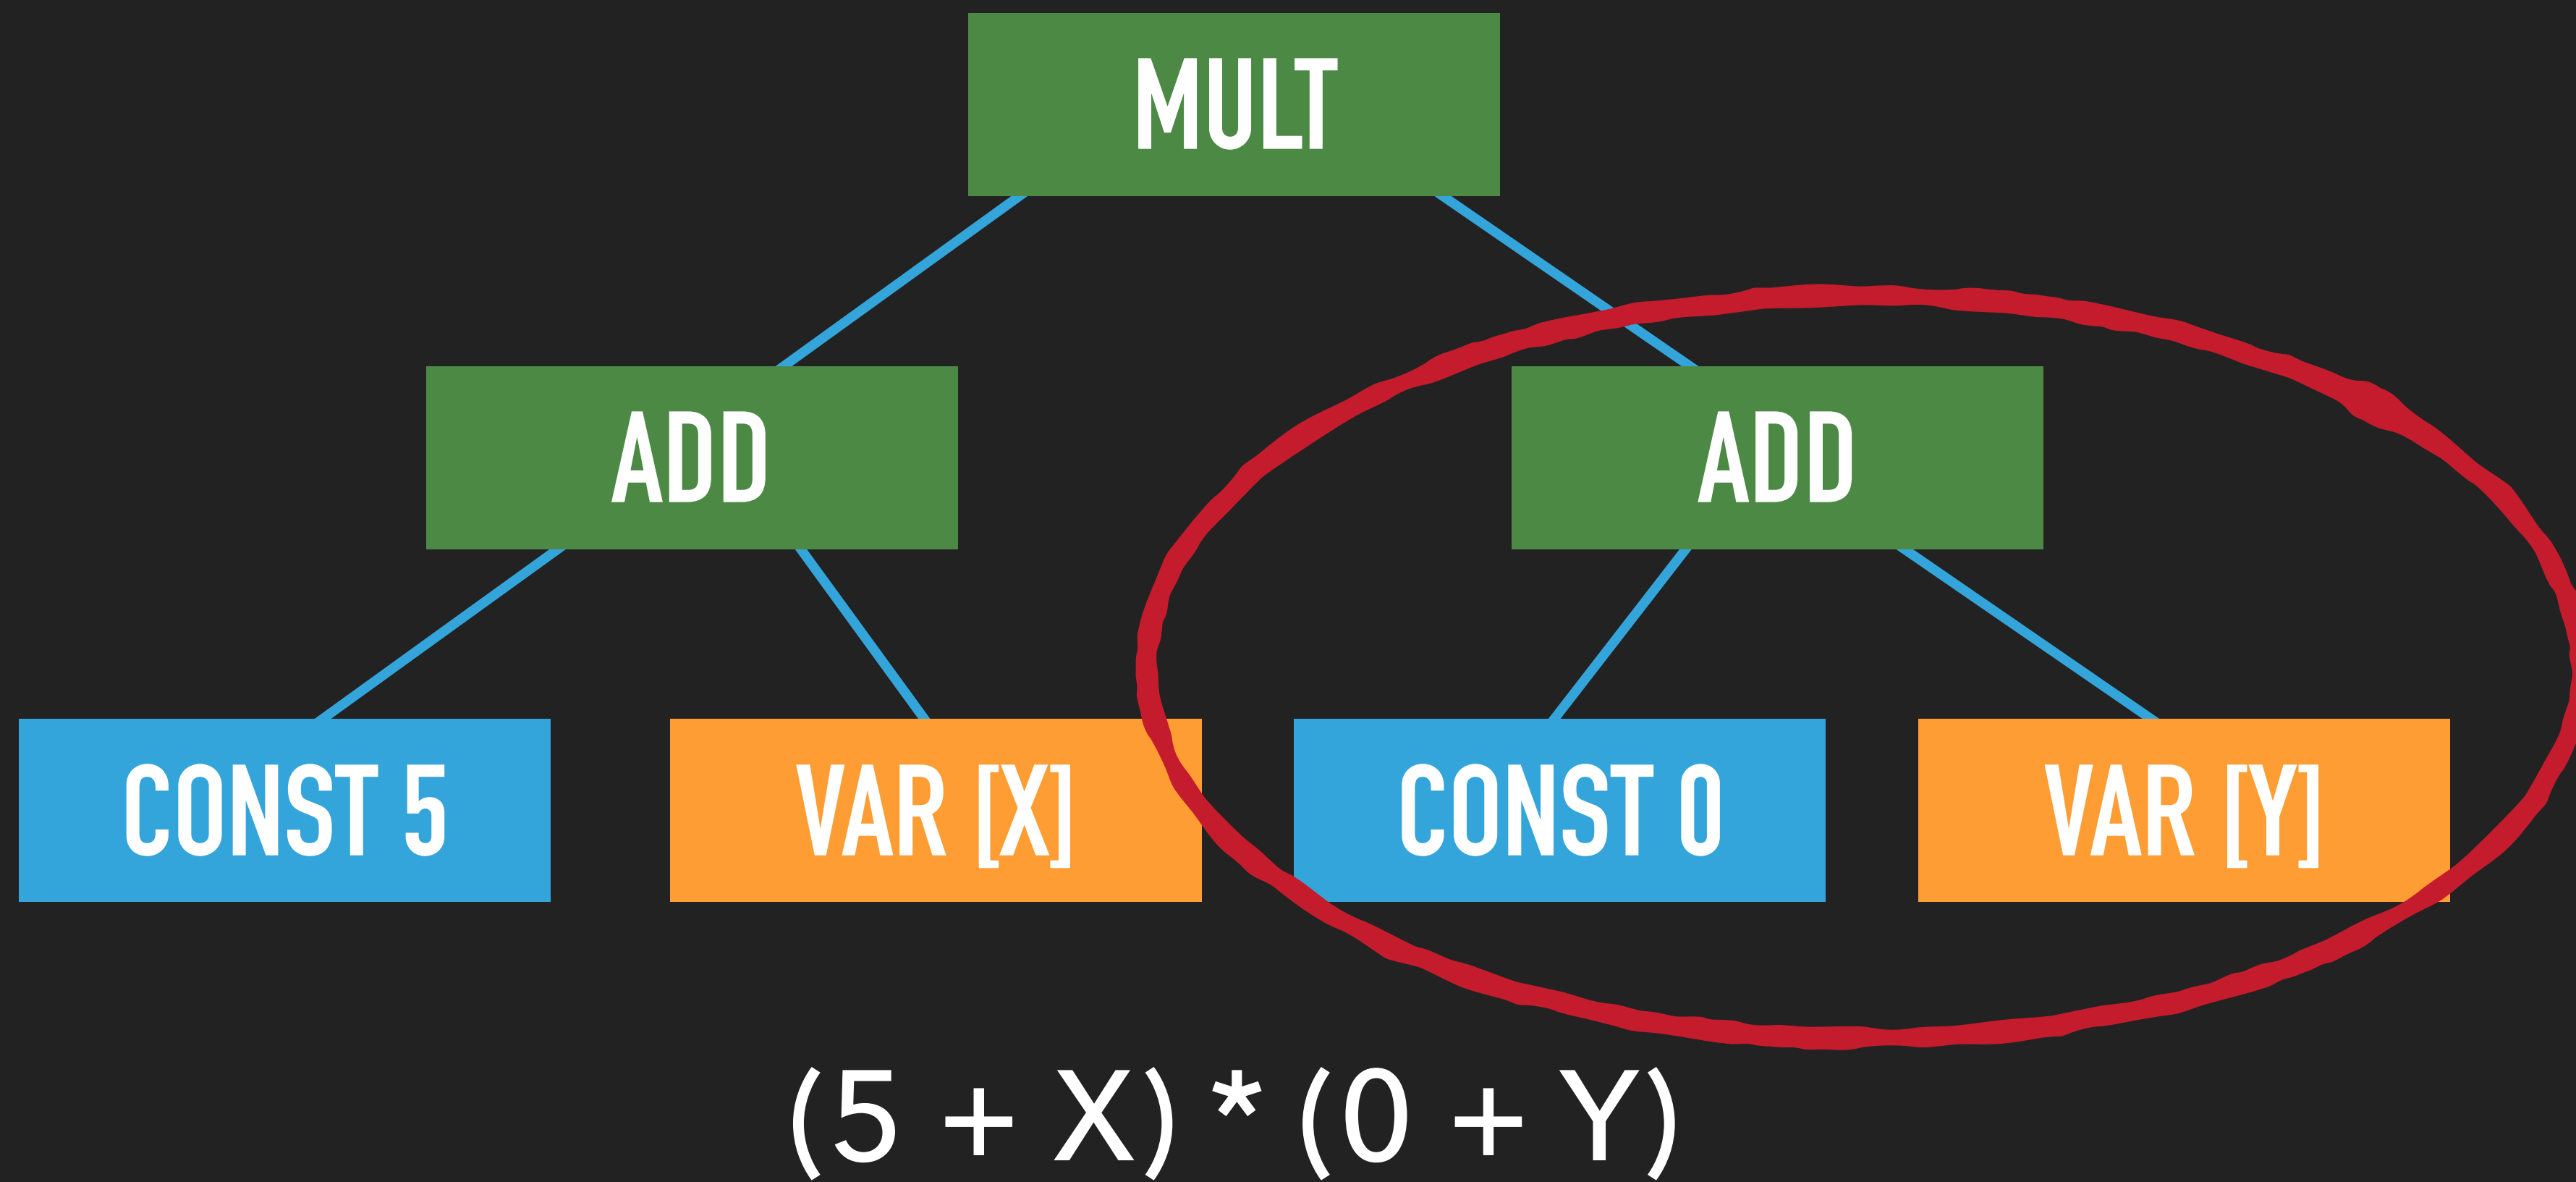 MULT
ADD
ADD
CONST 5
VAR [X]
CONST 0
VAR [Y]
(5 + X) * (0 + Y)